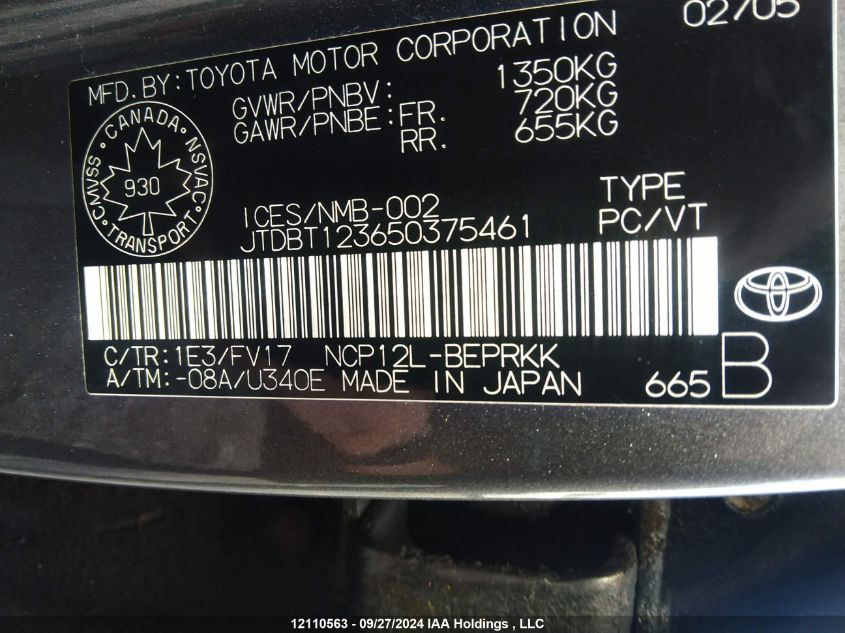 02/05
MFD. BY: TOYOTA MOTOR CORPORATION
GVWR/PNBV: 1350KG
GAWR/PNBE: FR. 720KG
RR. 655KG
CANADA
CMVSS NSVAC
930
TRANSPORT
ICES/NMB-002
JTDBT123650375461
TYPE
PC/VT
C/TR: 1E3/FV17 NCP12L-BEPRKK
A/TM: -08A/U340E MADE IN JAPAN
665 B
12110563 - 09/27/2024 IAA Holdings , LLC